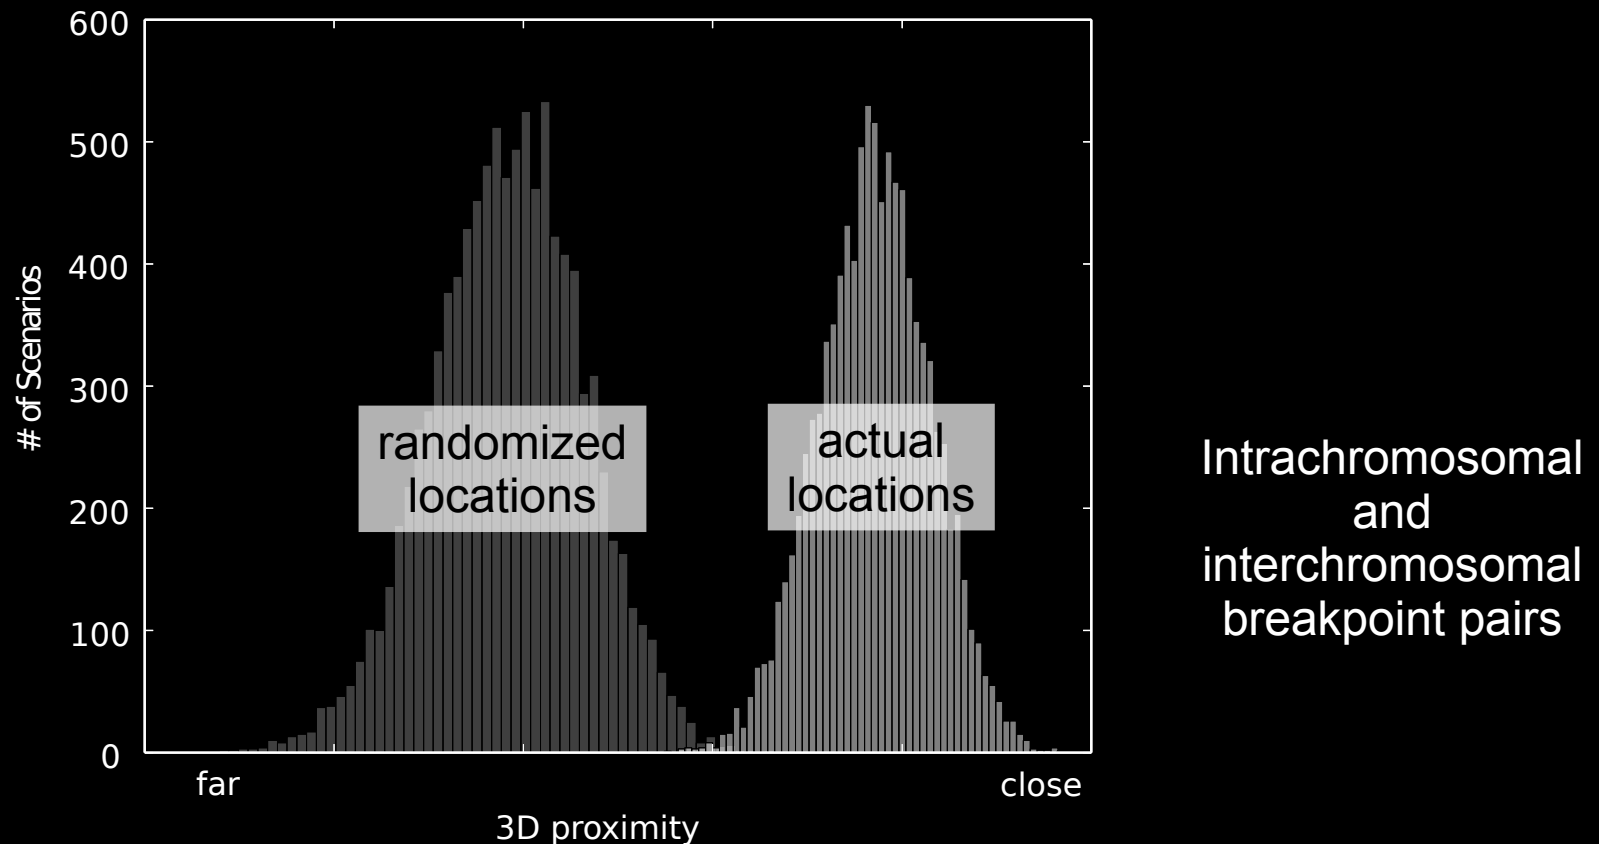 600
500
400
300
200
100
0
# of Scenarios
randomized
locations
actual
locations
far
close
3D proximity
Intrachromosomal
and
interchromosomal
breakpoint pairs